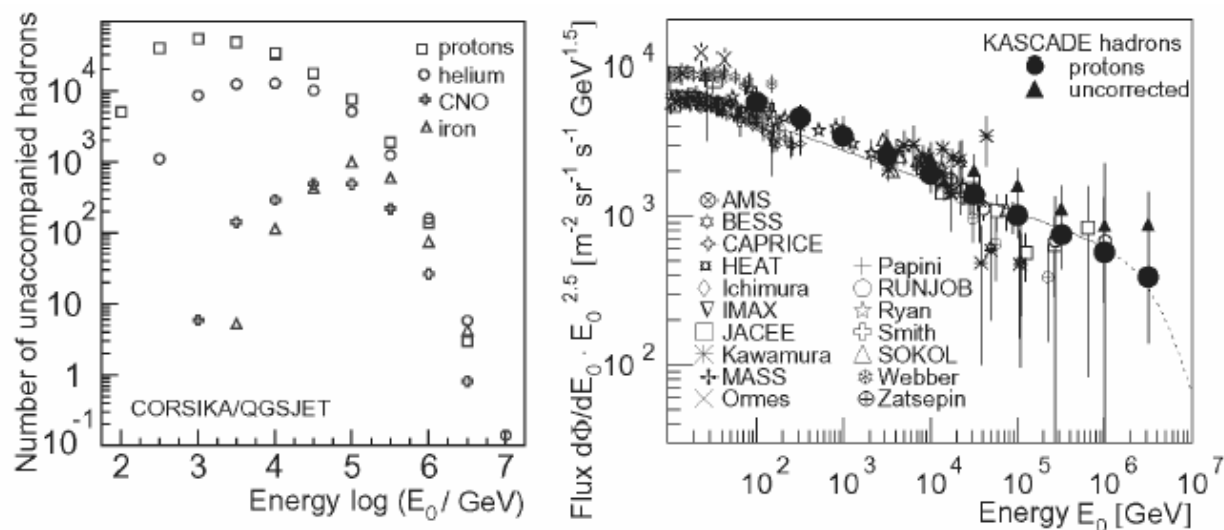 Number of unaccompanied hadrons
10^4
10^3
10^2
10
1
10^-1
□ protons
○ helium
✚ CNO
△ iron
CORSIKA/QGSJET
2 3 4 5 6 7
Energy log (E_0 / GeV)
Flux dΦ/dE_0 · E_0^2.5 [m^-2 sr^-1 s^-1 GeV^1.5]
10^4
10^3
10^2
KASCADE hadrons
● protons
▲ uncorrected
AMS
BESS
CAPRICE
HEAT
Ichimura
IMAX
JACEE
Kawamura
MASS
Ormes
Papini
RUNJOB
Ryan
Smith
SOKOL
Webber
Zatsepin
10^2 10^3 10^4 10^5 10^6 10^7
Energy E_0 [GeV]